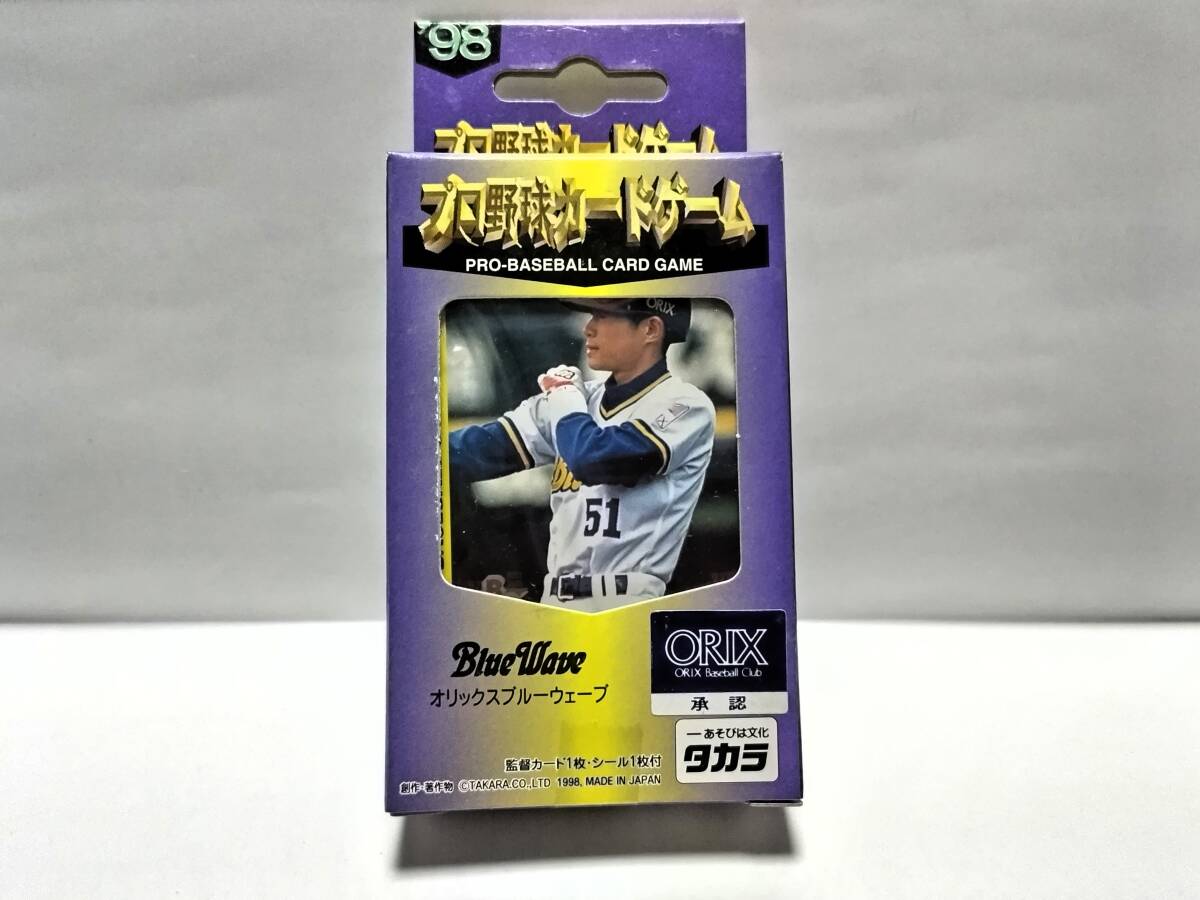 '98
プロ野球カードゲーム
プロ野球カードゲーム
PRO-BASEBALL CARD GAME
ORIX
51
Blue Wave
オリックスブルーウェーブ
ORIX
ORIX Baseball Club
承認
あそびは文化
タカラ
監督カード1枚・シール1枚付
創作・著作物 ©TAKARA.CO.,LTD 1998, MADE IN JAPAN